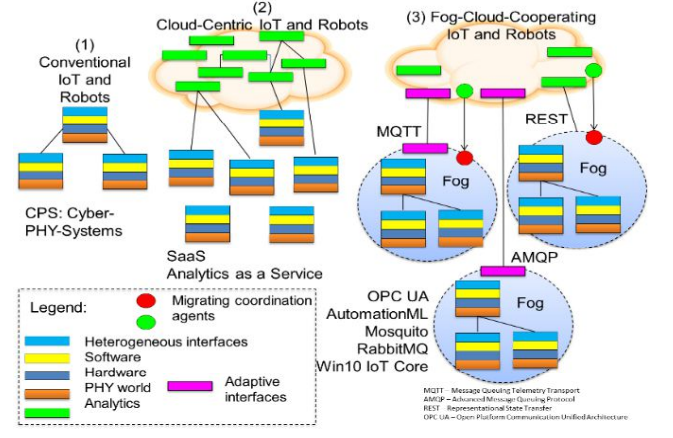 (1)
Conventional
IoT and
Robots
CPS: Cyber-
PHY-Systems
(2)
Cloud-Centric IoT and Robots
SaaS
Analytics as a Service
(3) Fog-Cloud-Cooperating
IoT and Robots
MQTT
REST
Fog
Fog
AMQP
Fog
OPC UA
AutomationML
Mosquito
RabbitMQ
Win10 IoT Core
Legend:
Migrating coordination
agents
Heterogeneous interfaces
Software
Hardware
PHY world
Analytics
Adaptive
interfaces
MQTT – Message Queuing Telemetry Transport
AMQP – Advanced Message Queuing Protocol
REST – Representational State Transfer
OPC UA – Open Platform Communication Unified Architecture